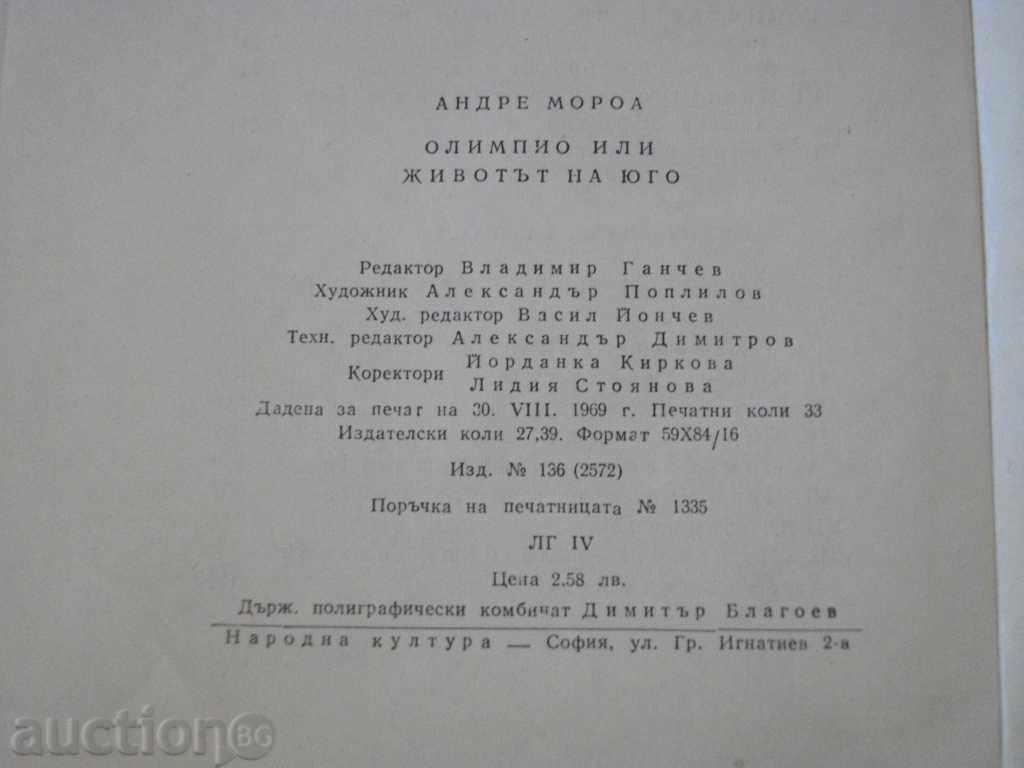 АНДРЕ МОРОА
ОЛИМПИО ИЛИ
ЖИВОТЪТ НА ЮГО
Редактор Владимир Ганчев
Художник Александър Поплилов
Худ. редактор Васил Йончев
Техн. редактор Александър Димитров
Коректори Йорданка Киркова
Лидия Стоянова
Дадена за печат на 30. VIII. 1969 г. Печатни коли 33
Издателски коли 27,39. Формат 59X84/16
Изд. № 136 (2572)
Поръчка на печатницата № 1335
ЛГ IV
Цена 2.58 лв.
Държ. полиграфически комбинат Димитър Благоев
Народна култура — София, ул. Гр. Игнатиев 2-а
auction BG